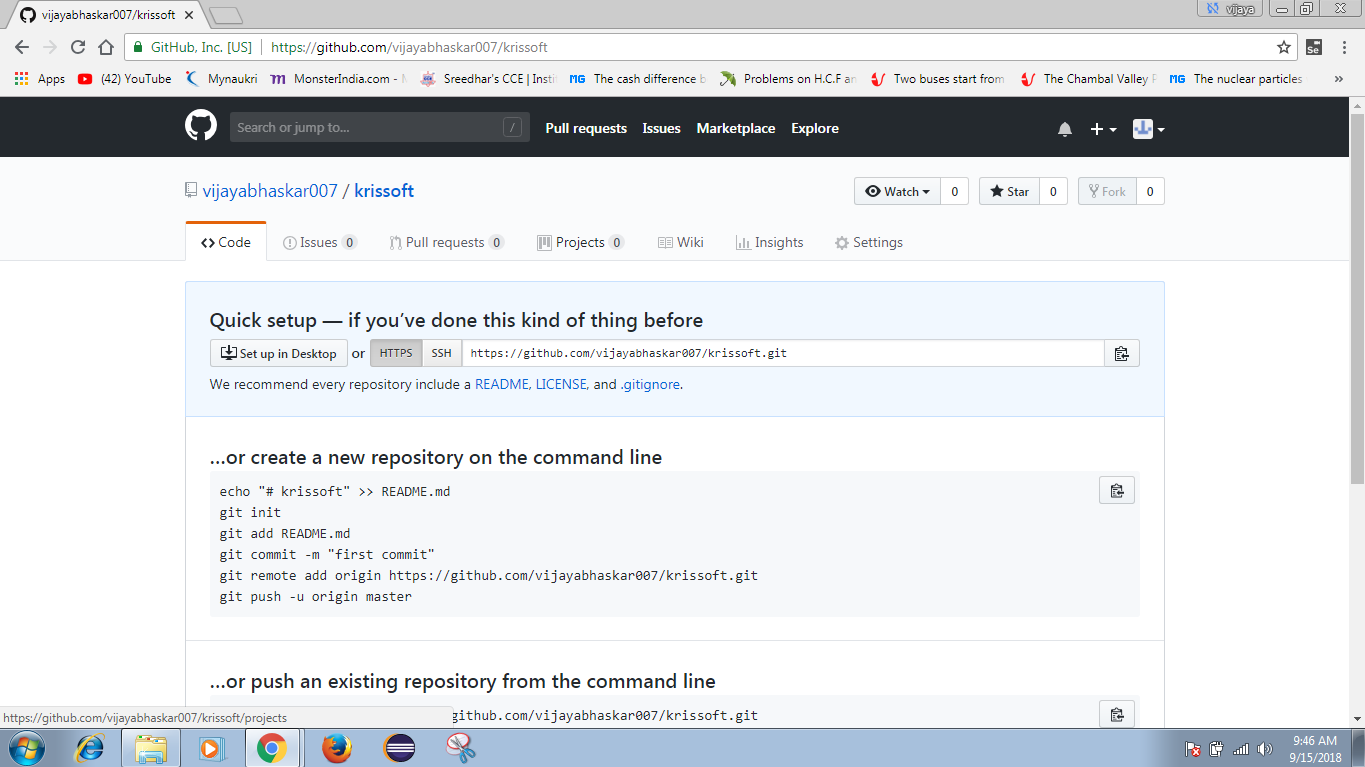 vijayabhaskar007/krissoft
vijaya
GitHub, Inc. [US] https://github.com/vijayabhaskar007/krissoft
Se
Apps (42) YouTube Mynaukri MonsterIndia.com - Sreedhar's CCE | Insti MG The cash difference b Problems on H.C.F an Two buses start from The Chambal Valley P MG The nuclear particles »
Search or jump to... / Pull requests Issues Marketplace Explore
vijayabhaskar007 / krissoft Watch 0 Star 0 Fork 0
Code Issues 0 Pull requests 0 Projects 0 Wiki Insights Settings
Quick setup — if you've done this kind of thing before
Set up in Desktop or HTTPS SSH https://github.com/vijayabhaskar007/krissoft.git
We recommend every repository include a README, LICENSE, and .gitignore.
...or create a new repository on the command line
echo "# krissoft" >> README.md
git init
git add README.md
git commit -m "first commit"
git remote add origin https://github.com/vijayabhaskar007/krissoft.git
git push -u origin master
...or push an existing repository from the command line
github.com/vijayabhaskar007/krissoft.git
https://github.com/vijayabhaskar007/krissoft/projects
9:46 AM
9/15/2018